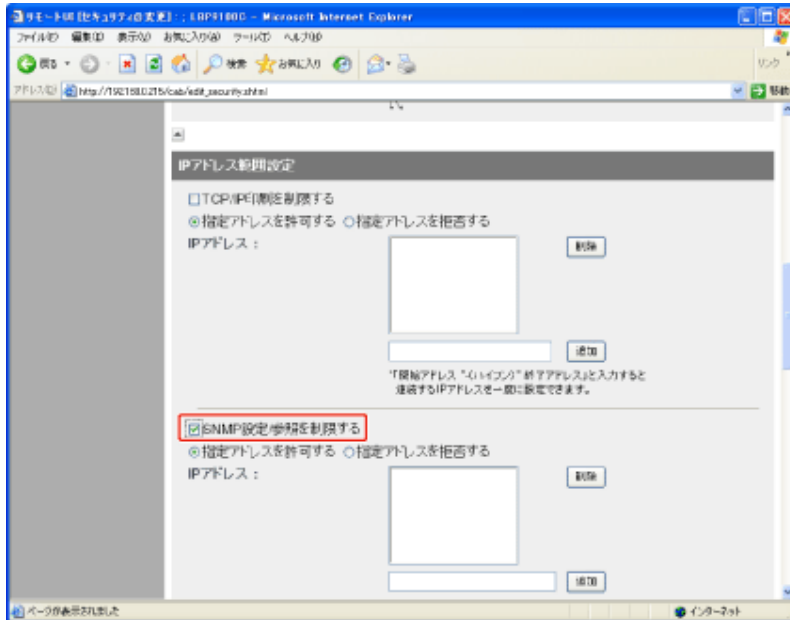 リモートUI [セキュリティの変更] : ; LBP9100C - Microsoft Internet Explorer
ファイル(F) 編集(E) 表示(V) お気に入り(A) ツール(T) ヘルプ(H)
戻る 検索 お気に入り リンク
アドレス(D) http://192.168.0.215/cab/edit_security.shtml 移動
IPアドレス範囲設定
TCP/IP印刷を制限する
指定アドレスを許可する 指定アドレスを拒否する
IPアドレス : 削除
追加
「開始アドレス "-(ハイフン)" 終了アドレス」と入力すると
連続するIPアドレスを一度に設定できます。
SNMP設定/参照を制限する
指定アドレスを許可する 指定アドレスを拒否する
IPアドレス : 削除
追加
ページが表示されました インターネット